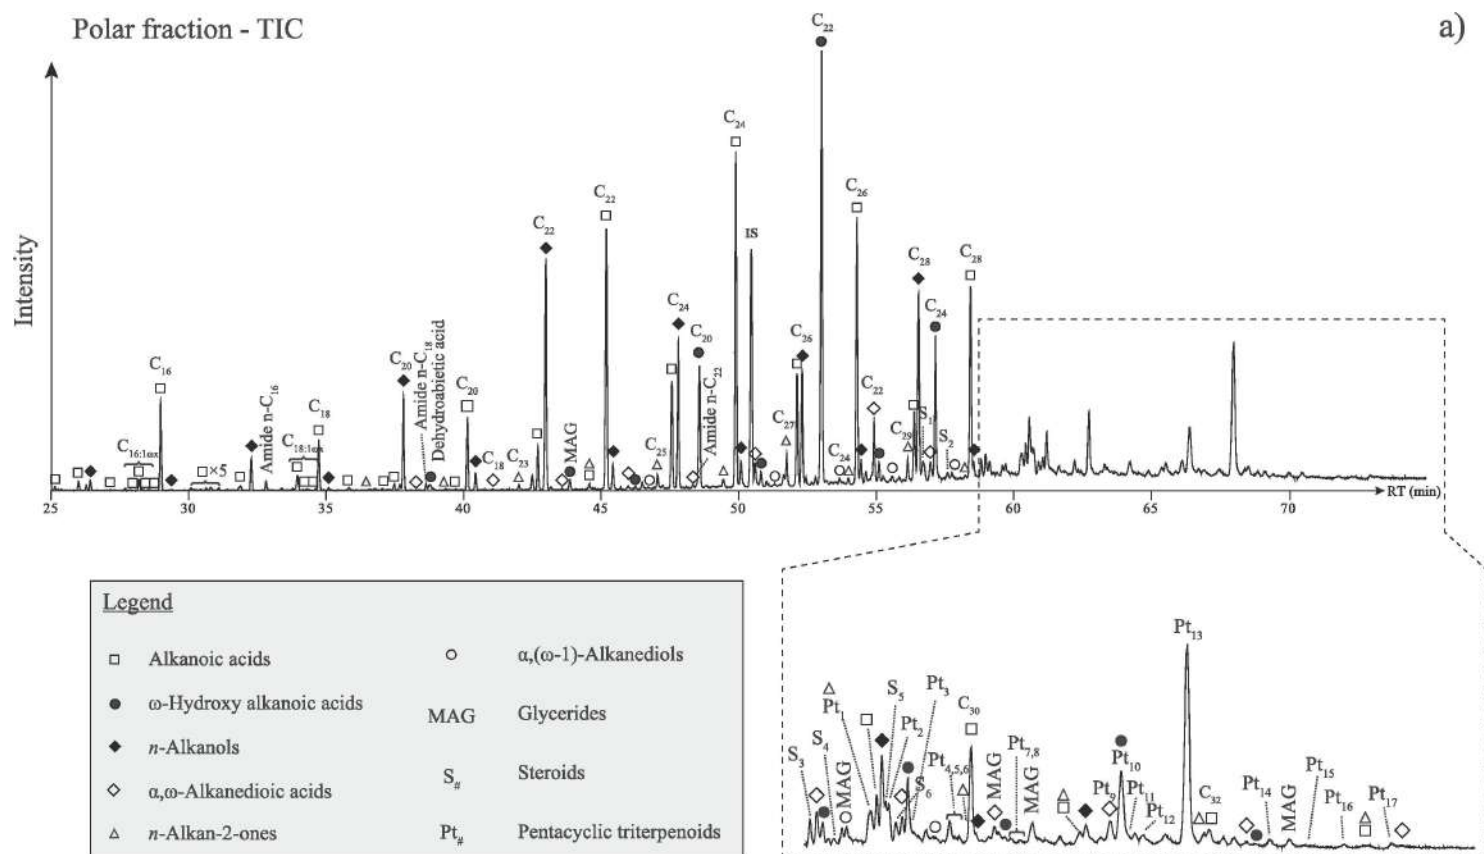 Polar fraction - TIC
a)
Intensity
C₂₂
C₂₄
C₂₂
C₂₆
C₂₂
IS
C₂₈
C₂₈
C₂₄
C₂₄
C₂₀
C₂₆
C₁₆
C₂₀
C₂₀
C₂₂
C₁₈
Amide n-C₁₆
Amide n-C₁₈
Dehydroabietic acid
Amide n-C₂₂
C₁₆:₁ωx
C₁₈:₁ωx
×5
C₁₈
C₂₃
MAG
C₂₅
C₂₇
C₂₄
C₂₉
S₁
S₂
25 30 35 40 45 50 55 60 65 70
RT (min)
Legend
Alkanoic acids
α,(ω-1)-Alkanediols
ω-Hydroxy alkanoic acids
MAG Glycerides
n-Alkanols
S# Steroids
α,ω-Alkanedioic acids
n-Alkan-2-ones
Pt# Pentacyclic triterpenoids
S₃
S₄
MAG
Pt₁
S₅
Pt₂
S₆
Pt₃
Pt₄,₅,₆
C₃₀
MAG
Pt₇,₈
MAG
Pt₉
Pt₁₀
Pt₁₁
Pt₁₂
Pt₁₃
C₃₂
Pt₁₄
MAG
Pt₁₅
Pt₁₆
Pt₁₇